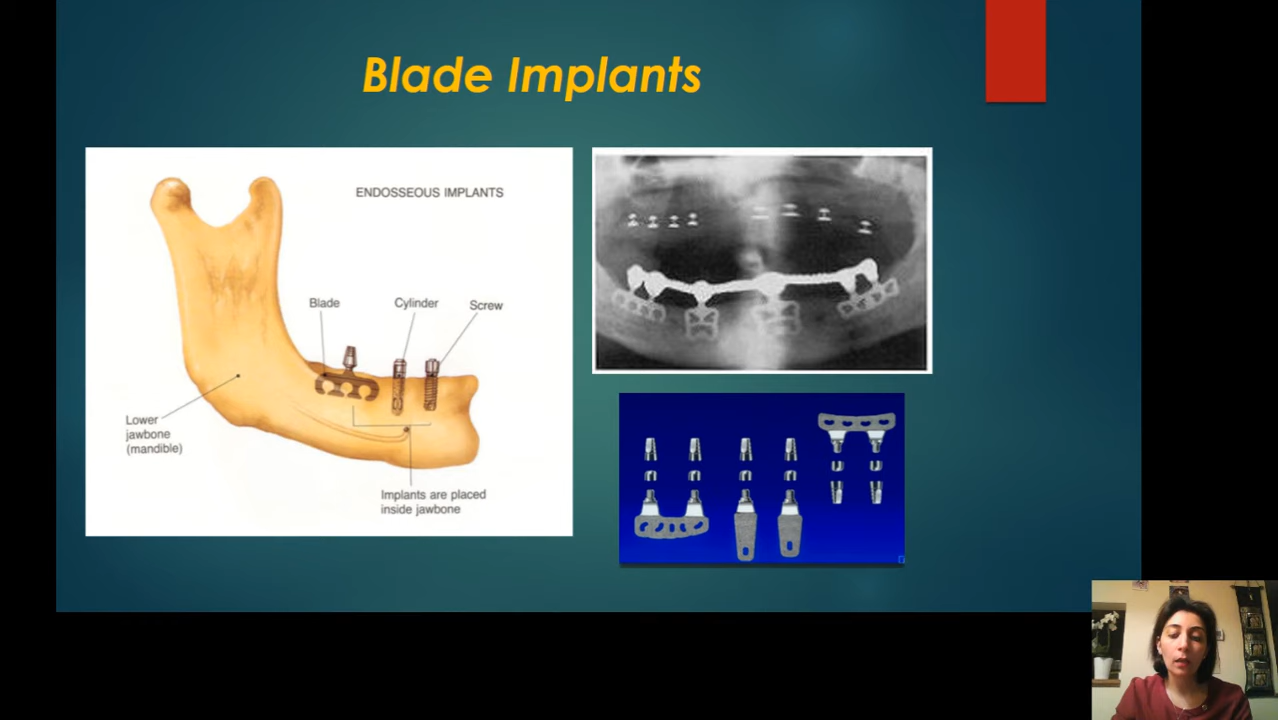 Blade Implants
ENDOSSEOUS IMPLANTS
Blade
Cylinder
Screw
Lower
jawbone
(mandible)
Implants are placed
inside jawbone